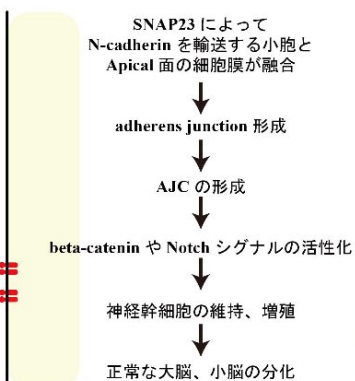 SNAP23 によって
N-cadherin を輸送する小胞と
Apical 面の細胞膜が融合
adherens junction 形成
AJC の形成
beta-catenin や Notch シグナルの活性化
神経幹細胞の維持、増殖
正常な大脳、小脳の分化